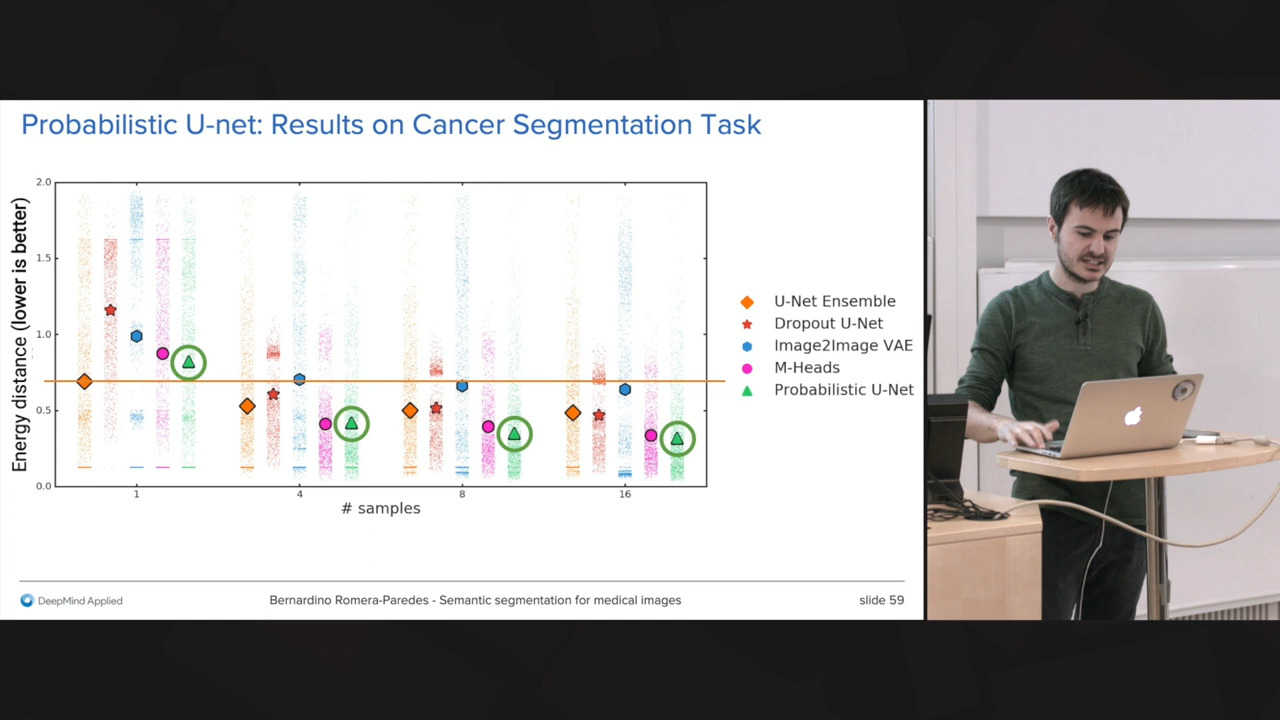 Probabilistic U-net: Results on Cancer Segmentation Task
Energy distance (lower is better)
2.0
1.5
1.0
0.5
0.0
1
4
8
16
# samples
U-Net Ensemble
Dropout U-Net
Image2Image VAE
M-Heads
Probabilistic U-Net
DeepMind Applied
Bernardino Romera-Paredes - Semantic segmentation for medical images
slide 59